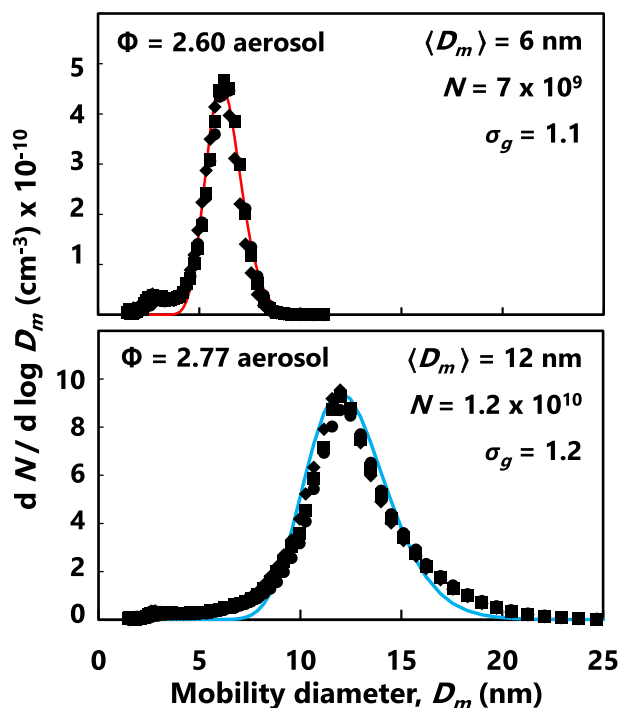 Φ = 2.60 aerosol
⟨Dₘ⟩ = 6 nm
N = 7 x 10⁹
σg = 1.1
5
4
3
2
1
d N / d log Dₘ (cm⁻³) x 10⁻¹⁰
Φ = 2.77 aerosol
⟨Dₘ⟩ = 12 nm
N = 1.2 x 10¹⁰
σg = 1.2
10
8
6
4
2
0
0 5 10 15 20 25
Mobility diameter, Dₘ (nm)